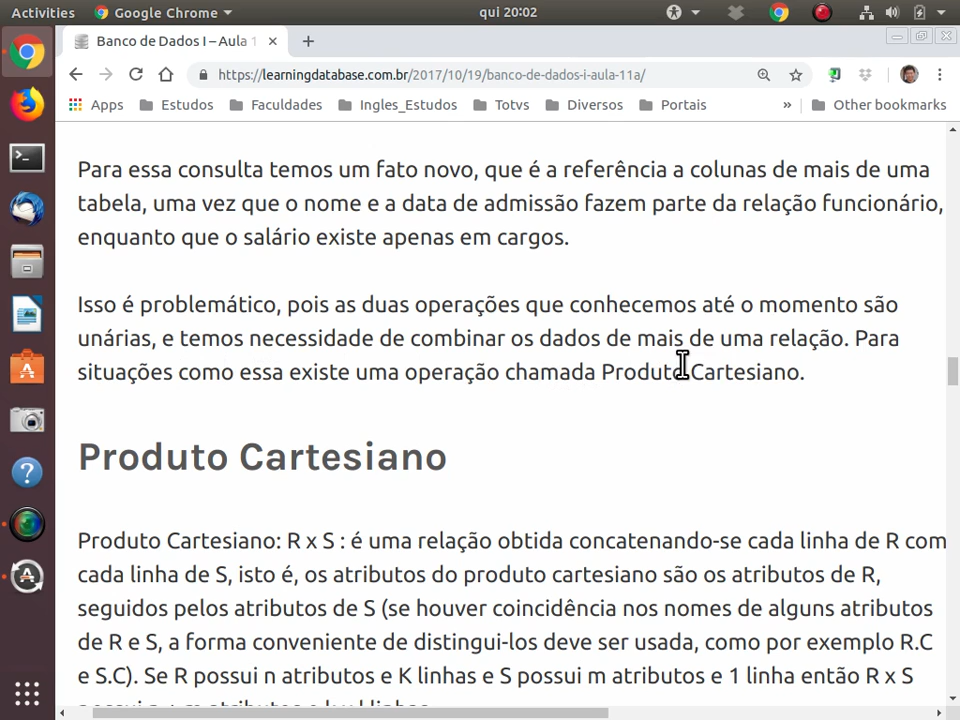 Activities
Google Chrome
qui 20:02
Banco de Dados I – Aula 1
https://learningdatabase.com.br/2017/10/19/banco-de-dados-i-aula-11a/
Apps
Estudos
Faculdades
Ingles_Estudos
Totvs
Diversos
Portais
»
Other bookmarks
Para essa consulta temos um fato novo, que é a referência a colunas de mais de uma
tabela, uma vez que o nome e a data de admissão fazem parte da relação funcionário,
enquanto que o salário existe apenas em cargos.
Isso é problemático, pois as duas operações que conhecemos até o momento são
unárias, e temos necessidade de combinar os dados de mais de uma relação. Para
situações como essa existe uma operação chamada Produto Cartesiano.
Produto Cartesiano
Produto Cartesiano: R x S : é uma relação obtida concatenando-se cada linha de R com
cada linha de S, isto é, os atributos do produto cartesiano são os atributos de R,
seguidos pelos atributos de S (se houver coincidência nos nomes de alguns atributos
de R e S, a forma conveniente de distingui-los deve ser usada, como por exemplo R.C
e S.C). Se R possui n atributos e K linhas e S possui m atributos e 1 linha então R x S